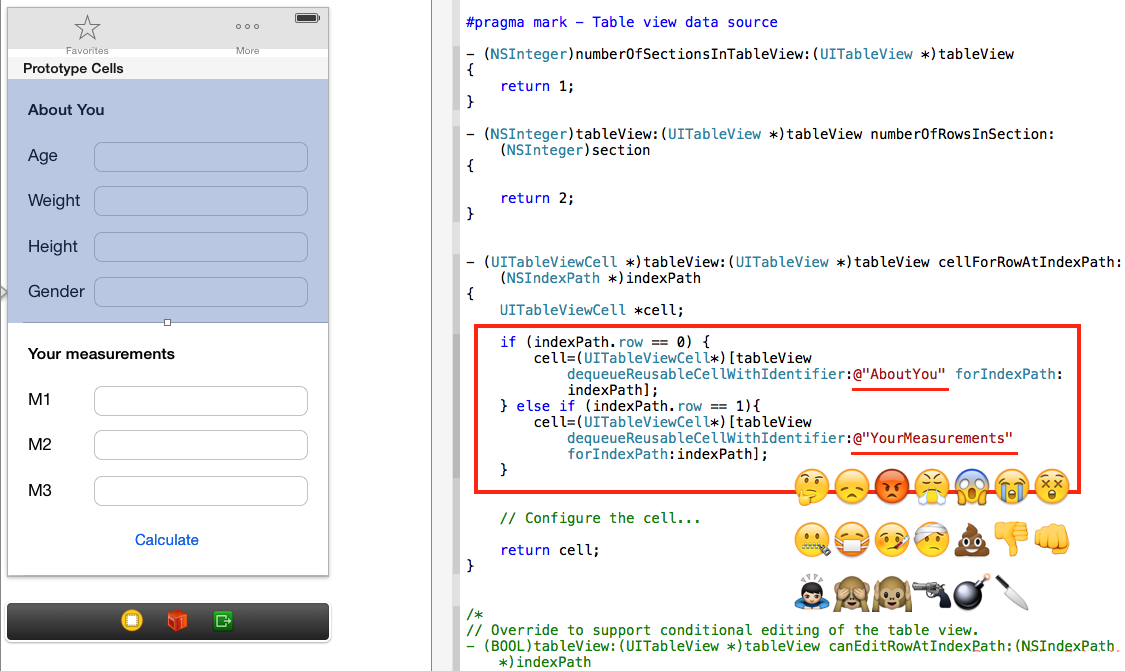 Favorites
More
Prototype Cells
About You
Age
Weight
Height
Gender
Your measurements
M1
M2
M3
Calculate
#pragma mark - Table view data source
- (NSInteger)numberOfSectionsInTableView:(UITableView *)tableView
{
return 1;
}
- (NSInteger)tableView:(UITableView *)tableView numberOfRowsInSection:
(NSInteger)section
{
return 2;
}
- (UITableViewCell *)tableView:(UITableView *)tableView cellForRowAtIndexPath:
(NSIndexPath *)indexPath
{
UITableViewCell *cell;
if (indexPath.row == 0) {
cell=(UITableViewCell*)[tableView
dequeueReusableCellWithIdentifier:@"AboutYou" forIndexPath:
indexPath];
} else if (indexPath.row == 1){
cell=(UITableViewCell*)[tableView
dequeueReusableCellWithIdentifier:@"YourMeasurements"
forIndexPath:indexPath];
}
// Configure the cell...
return cell;
}
/*
// Override to support conditional editing of the table view.
- (BOOL)tableView:(UITableView *)tableView canEditRowAtIndexPath:(NSIndexPath
*)indexPath